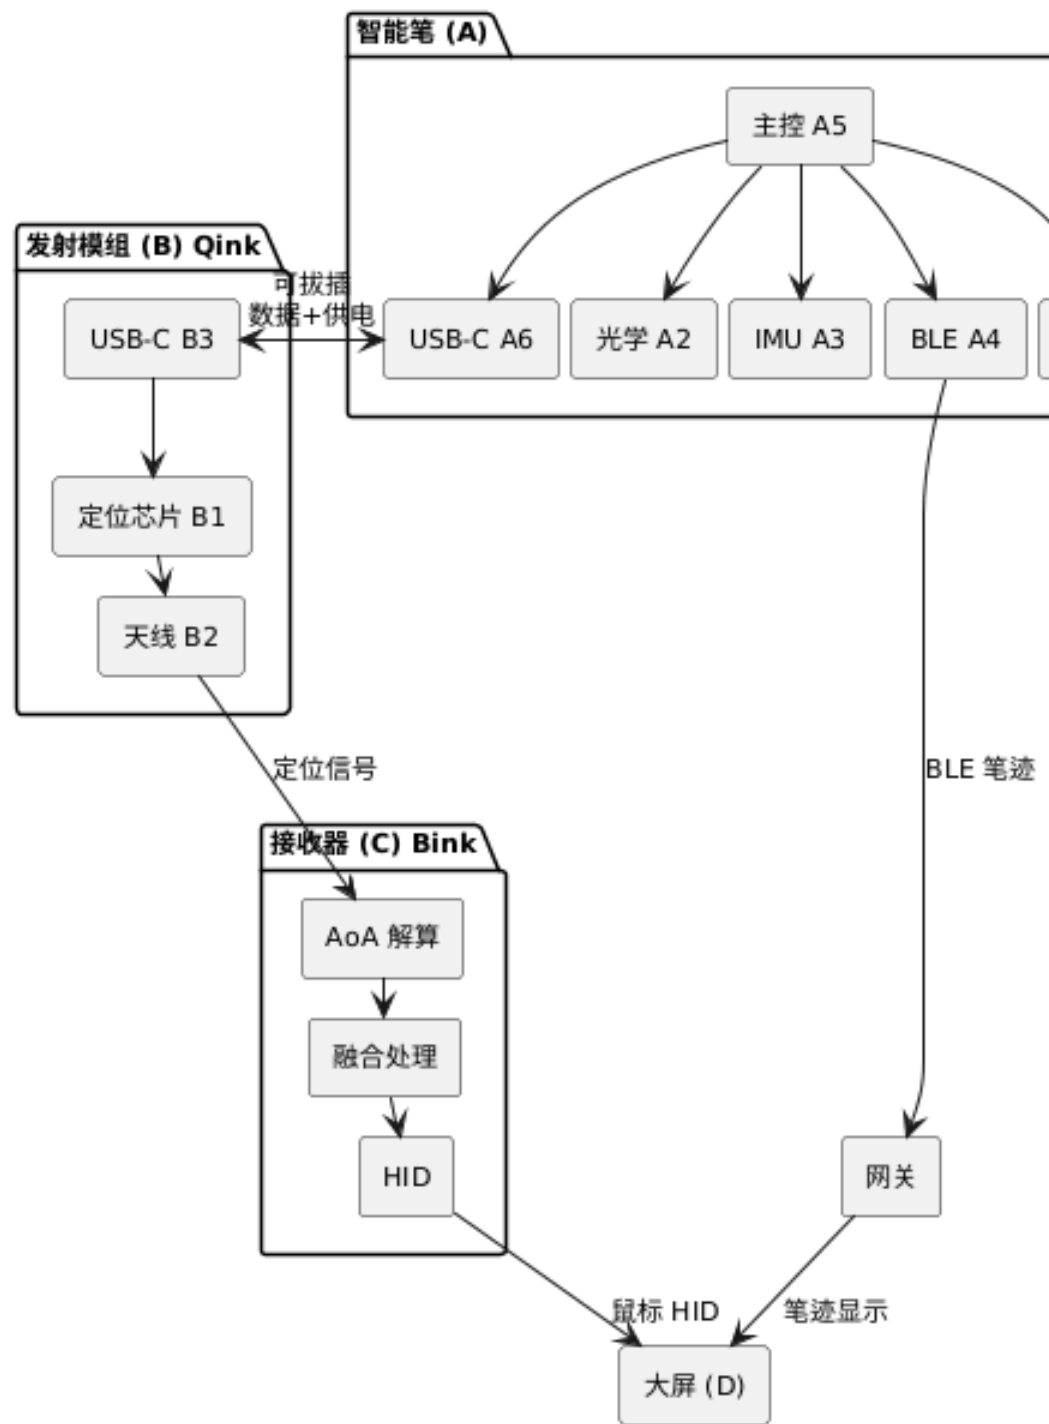 智能笔 (A)
主控 A5
发射模组 (B) Qink
可拔插
数据+供电
USB-C B3
USB-C A6
光学 A2
IMU A3
BLE A4
定位芯片 B1
天线 B2
定位信号
BLE 笔迹
接收器 (C) Bink
AoA 解算
融合处理
HID
网关
鼠标 HID
笔迹显示
大屏 (D)